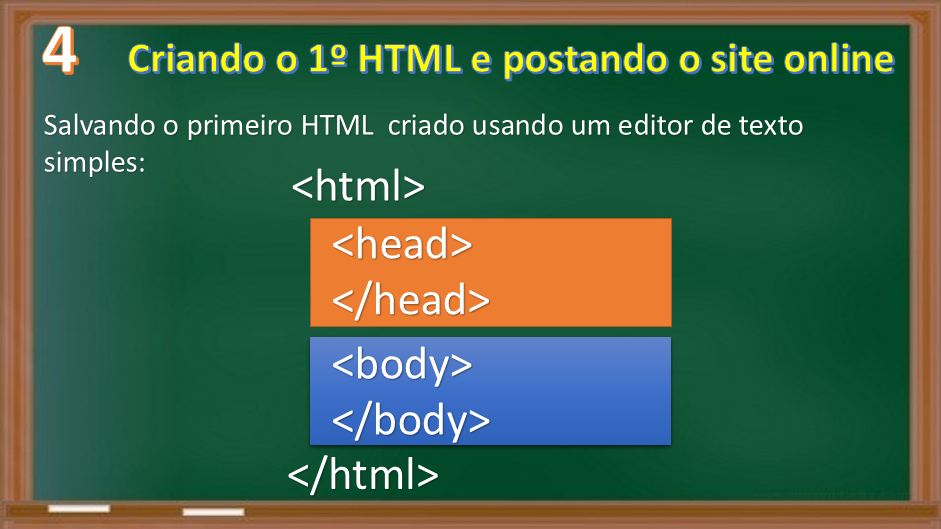 4
Criando o 1º HTML e postando o site online
Salvando o primeiro HTML criado usando um editor de texto
simples:
<html>
<head>
</head>
<body>
</body>
</html>